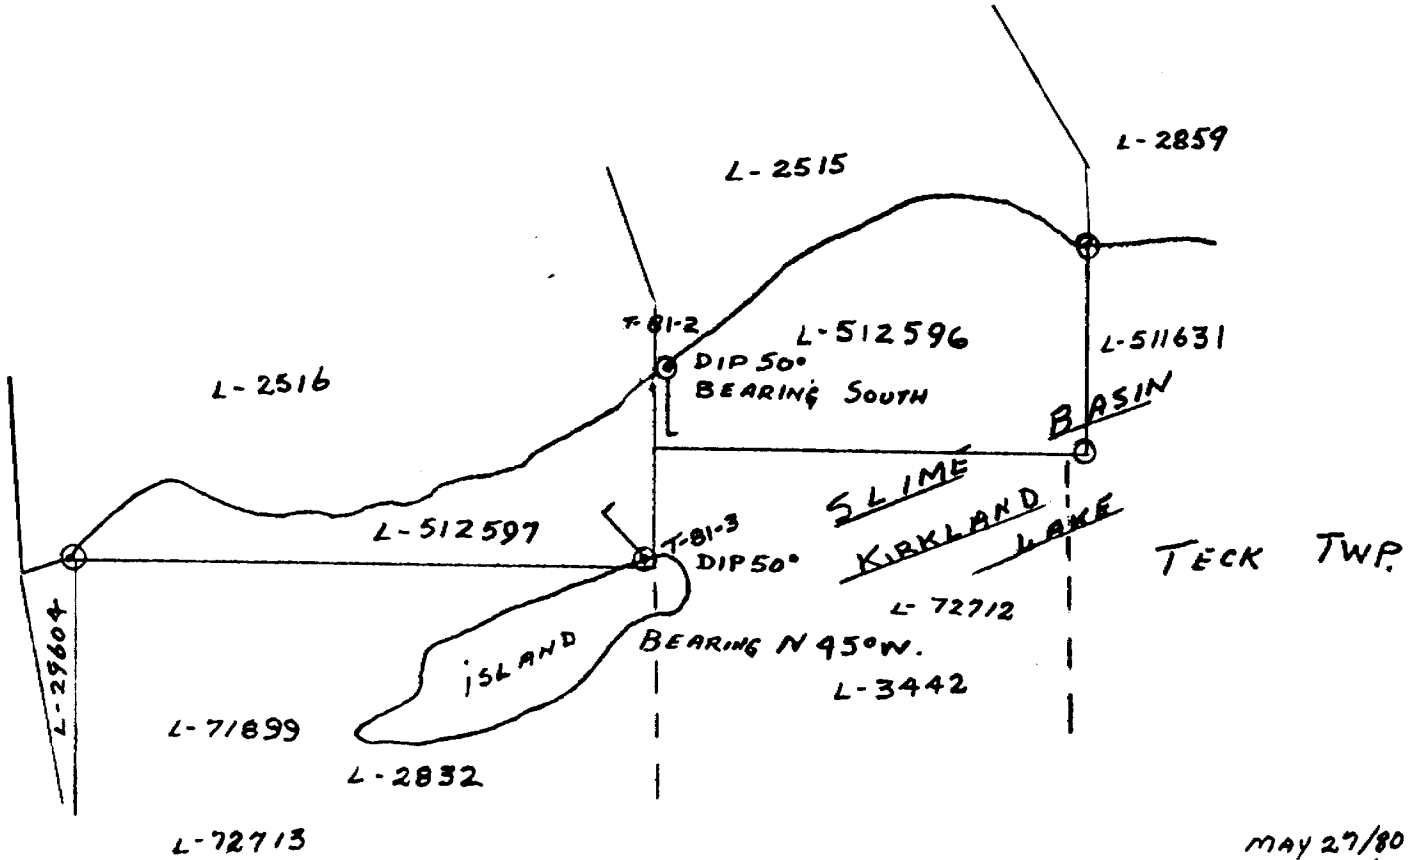 L-2859
L-2515
T-81-2
L-512596
L-511631
DIP 50°
BEARING SOUTH
L-2516
BASIN
SLIME
L-512597
T-81-3
DIP 50°
KIRKLAND
LAKE
TECK TWP.
L-72712
L-29604
ISLAND
BEARING N 45° W.
L-3442
L-71899
L-2832
L-72713
MAY 27/80